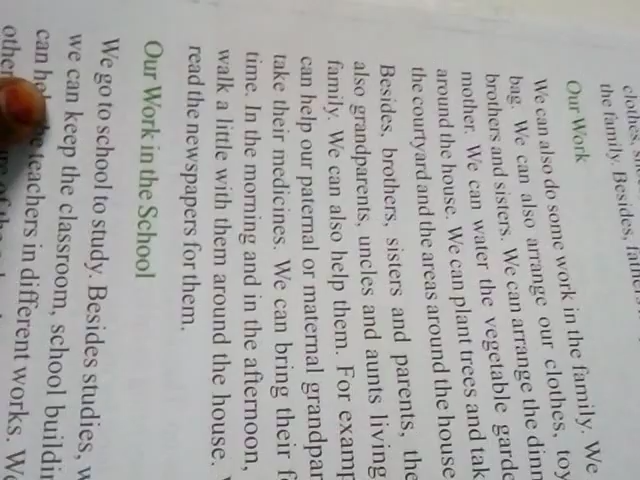 clothes,
the family. Besides,
Our Work
We can also do some work in the family. We
bag. We can also arrange our clothes, toy
brothers and sisters. We can arrange the dinn
mother. We can water the vegetable garde
around the house. We can plant trees and tak
the courtyard and the areas around the house
Besides, brothers, sisters and parents, the
also grandparents, uncles and aunts living
family. We can also help them. For examp
can help our paternal or maternal grandpar
take their medicines. We can bring their f
time. In the morning and in the afternoon,
walk a little with them around the house.
read the newspapers for them.
Our Work in the School
We go to school to study. Besides studies, w
we can keep the classroom, school buildin
can teachers in different works. We